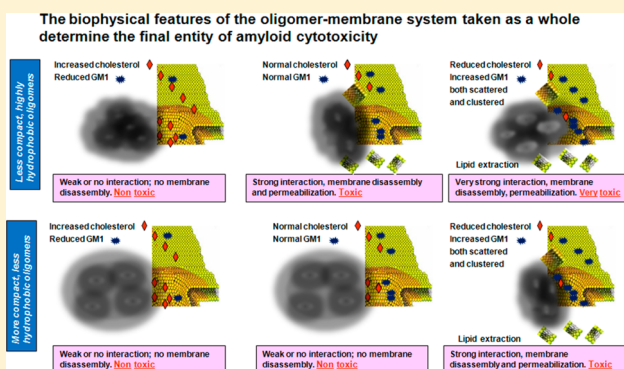 The biophysical features of the oligomer-membrane system taken as a whole
determine the final entity of amyloid cytotoxicity
Less compact, highly
hydrophobic oligomers
Increased cholesterol
Reduced GM1
Weak or no interaction; no membrane
disassembly. Non toxic
Normal cholesterol
Normal GM1
Strong interaction, membrane disassembly
and permeabilization. Toxic
Reduced cholesterol
Increased GM1
both scattered
and clustered
Lipid extraction
Very strong interaction, membrane
disassembly, permeabilization. Very toxic
More compact, less
hydrophobic oligomers
Increased cholesterol
Reduced GM1
Weak or no interaction; no membrane
disassembly. Non toxic
Normal cholesterol
Normal GM1
Weak or no interaction; no membrane
disassembly. Non toxic
Reduced cholesterol
Increased GM1
both scattered
and clustered
Lipid extraction
Strong interaction, membrane
disassembly and permeabilization. Toxic